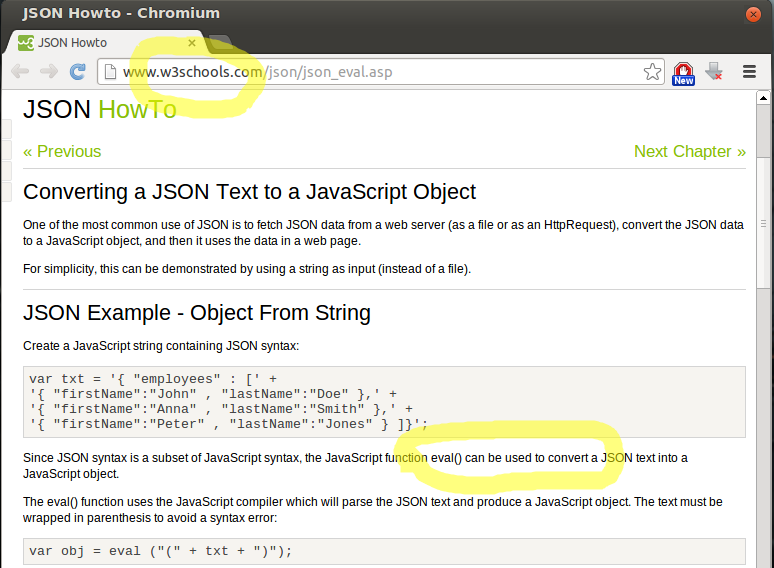 JSON Howto - Chromium
JSON Howto
www.w3schools.com/json/json_eval.asp
New
JSON HowTo
« Previous
Next Chapter »
Converting a JSON Text to a JavaScript Object
One of the most common use of JSON is to fetch JSON data from a web server (as a file or as an HttpRequest), convert the JSON data
to a JavaScript object, and then it uses the data in a web page.
For simplicity, this can be demonstrated by using a string as input (instead of a file).
JSON Example - Object From String
Create a JavaScript string containing JSON syntax:
var txt = '{ "employees" : [' +
'{ "firstName":"John" , "lastName":"Doe" },' +
'{ "firstName":"Anna" , "lastName":"Smith" },' +
'{ "firstName":"Peter" , "lastName":"Jones" } ]}';
Since JSON syntax is a subset of JavaScript syntax, the JavaScript function eval() can be used to convert a JSON text into a
JavaScript object.
The eval() function uses the JavaScript compiler which will parse the JSON text and produce a JavaScript object. The text must be
wrapped in parenthesis to avoid a syntax error:
var obj = eval ("(" + txt + ")");